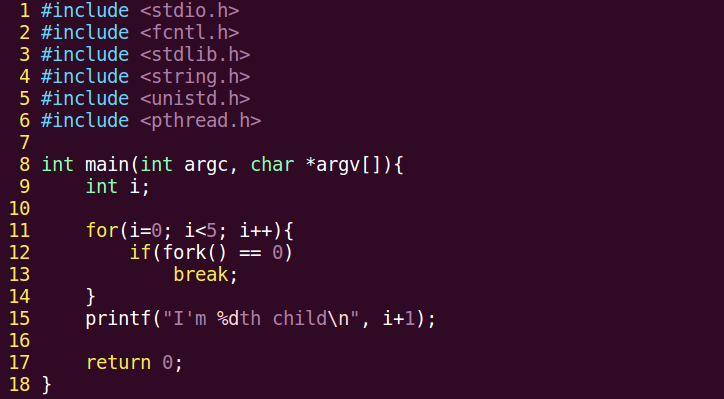 1 #include <stdio.h>
2 #include <fcntl.h>
3 #include <stdlib.h>
4 #include <string.h>
5 #include <unistd.h>
6 #include <pthread.h>
7
8 int main(int argc, char *argv[]){
9     int i;
10
11     for(i=0; i<5; i++){
12         if(fork() == 0)
13             break;
14     }
15     printf("I'm %dth child\n", i+1);
16
17     return 0;
18 }